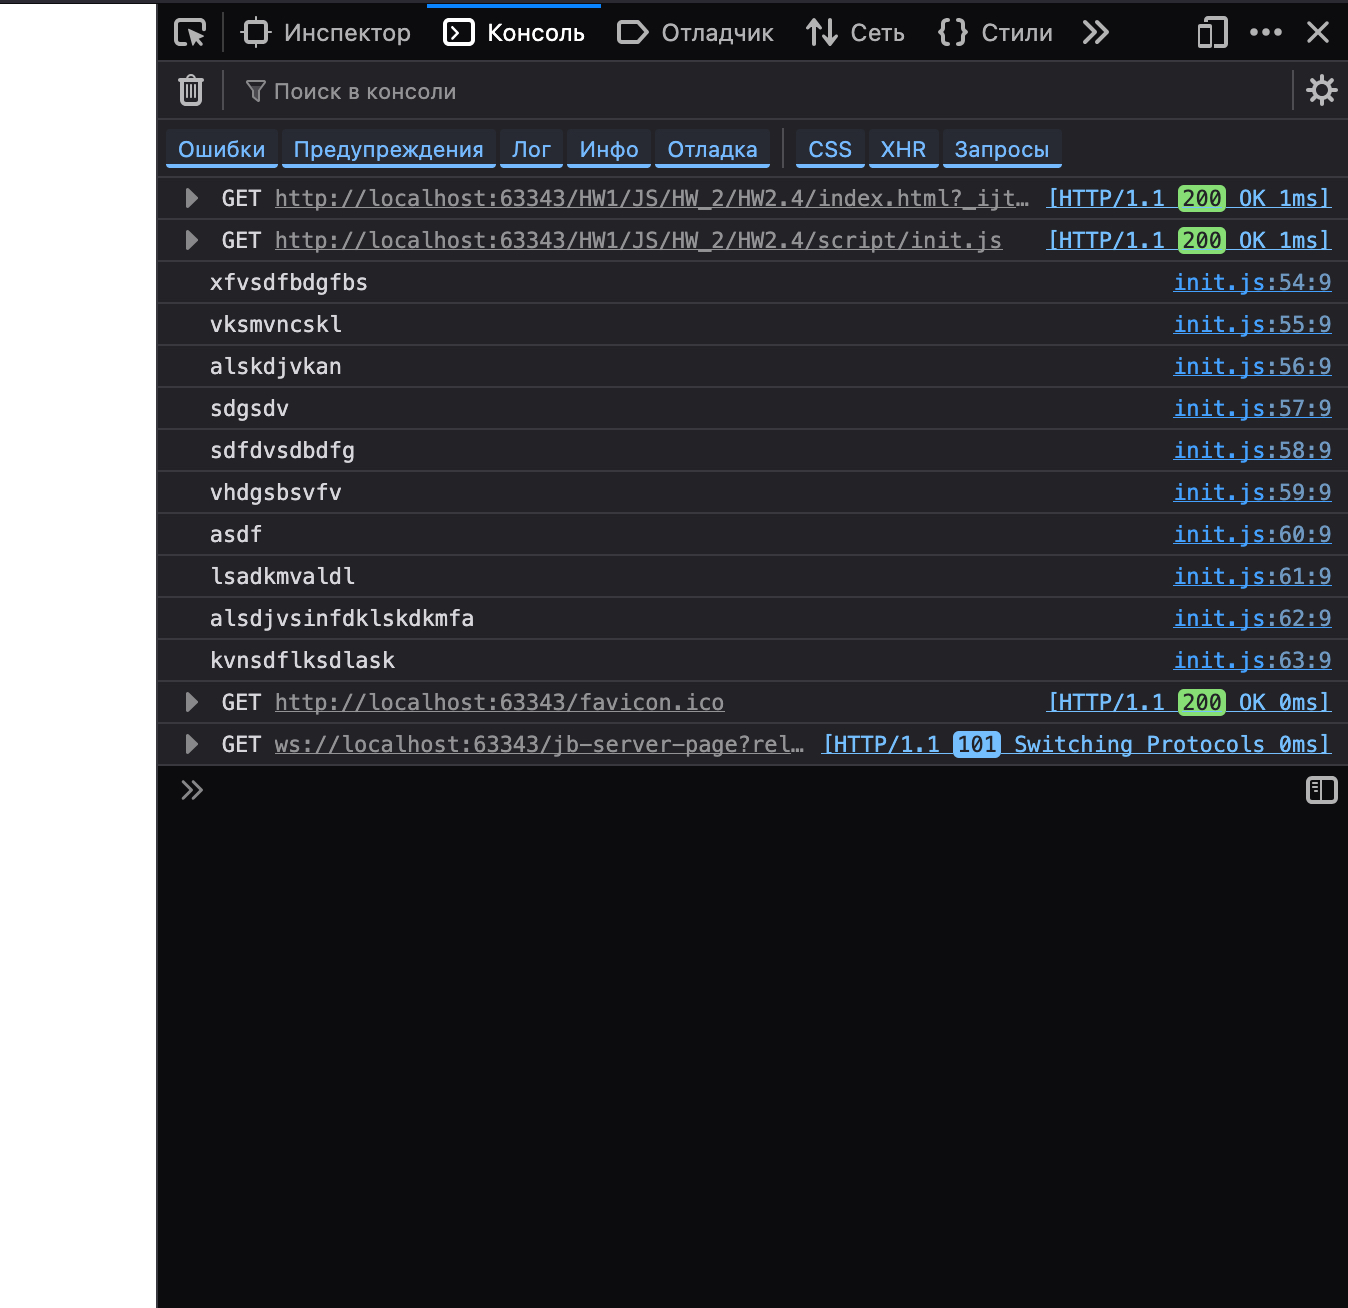 Инспектор Консоль Отладчик Сеть Стили
Поиск в консоли
Ошибки Предупреждения Лог Инфо Отладка CSS XHR Запросы
GET http://localhost:63343/HW1/JS/HW_2/HW2.4/index.html?_ijt… [HTTP/1.1 200 OK 1ms]
GET http://localhost:63343/HW1/JS/HW_2/HW2.4/script/init.js [HTTP/1.1 200 OK 1ms]
xfvsdfbdgfbs init.js:54:9
vksmvncskl init.js:55:9
alskdjvkan init.js:56:9
sdgsdv init.js:57:9
sdfdvsdbdfg init.js:58:9
vhdgsbsvfv init.js:59:9
asdf init.js:60:9
lsadkmvaldl init.js:61:9
alsdjvsinfdklskdkmfa init.js:62:9
kvnsdflksdlask init.js:63:9
GET http://localhost:63343/favicon.ico [HTTP/1.1 200 OK 0ms]
GET ws://localhost:63343/jb-server-page?rel… [HTTP/1.1 101 Switching Protocols 0ms]